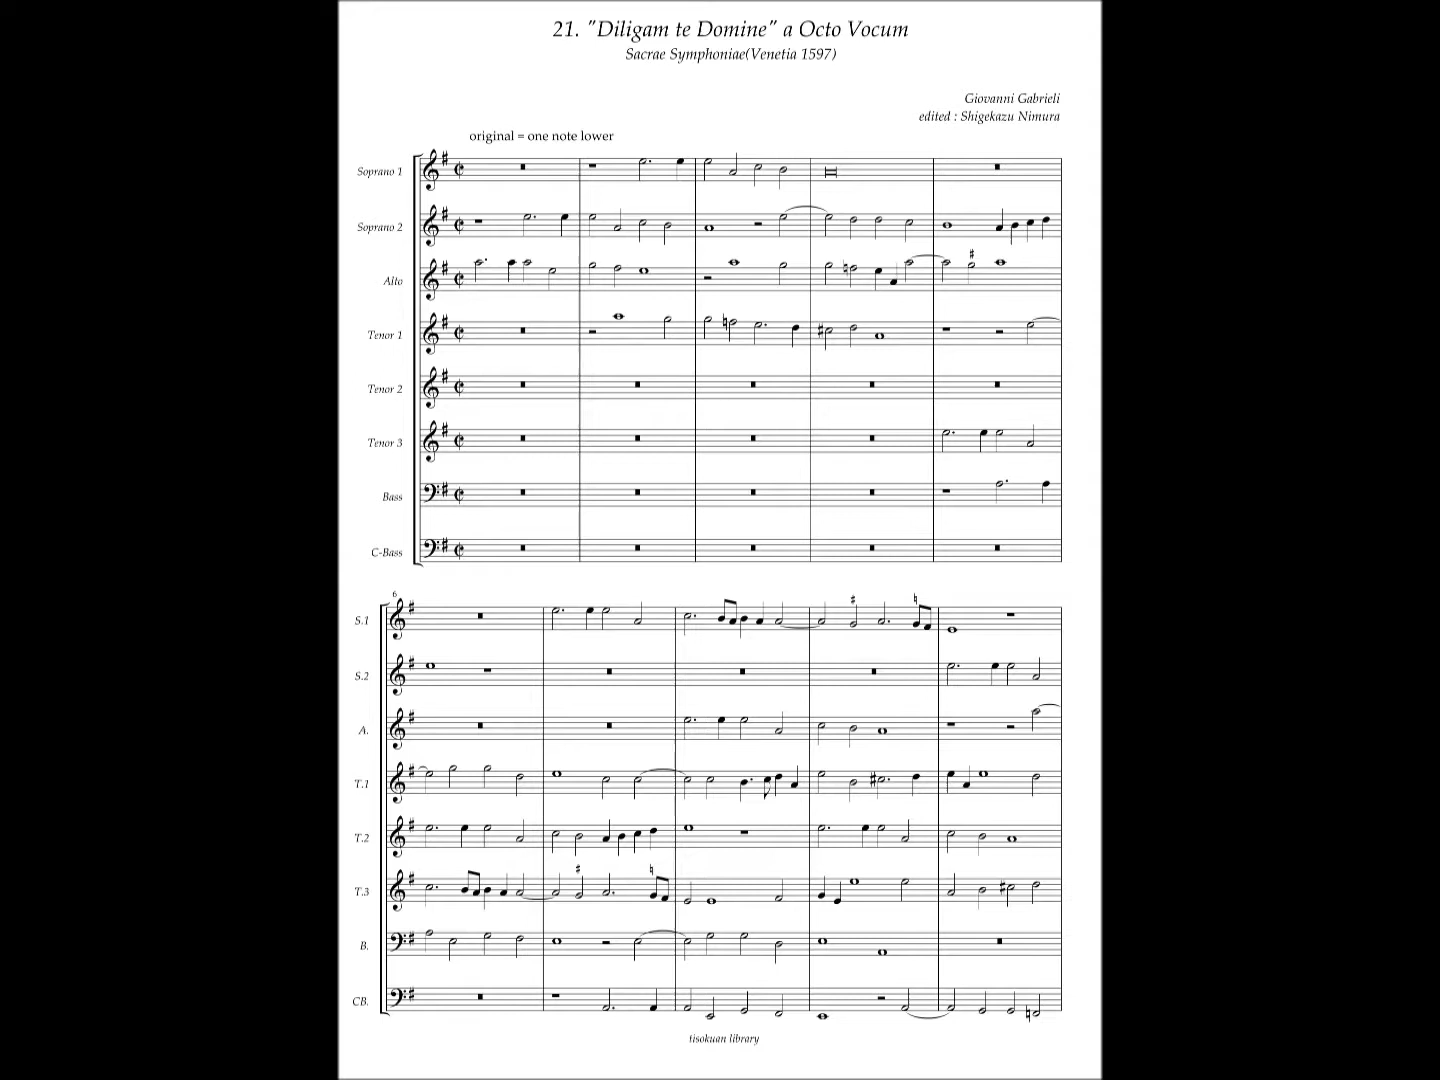 21. "Diligam te Domine" a Octo Vocum
Sacrae Symphoniae(Venetia 1597)
Giovanni Gabrieli
edited : Shigekazu Nimura
original = one note lower
Soprano 1
Soprano 2
Alto
Tenor 1
Tenor 2
Tenor 3
Bass
C-Bass
6
S.1
S.2
A.
T.1
T.2
T.3
B.
CB.
tisokuan library